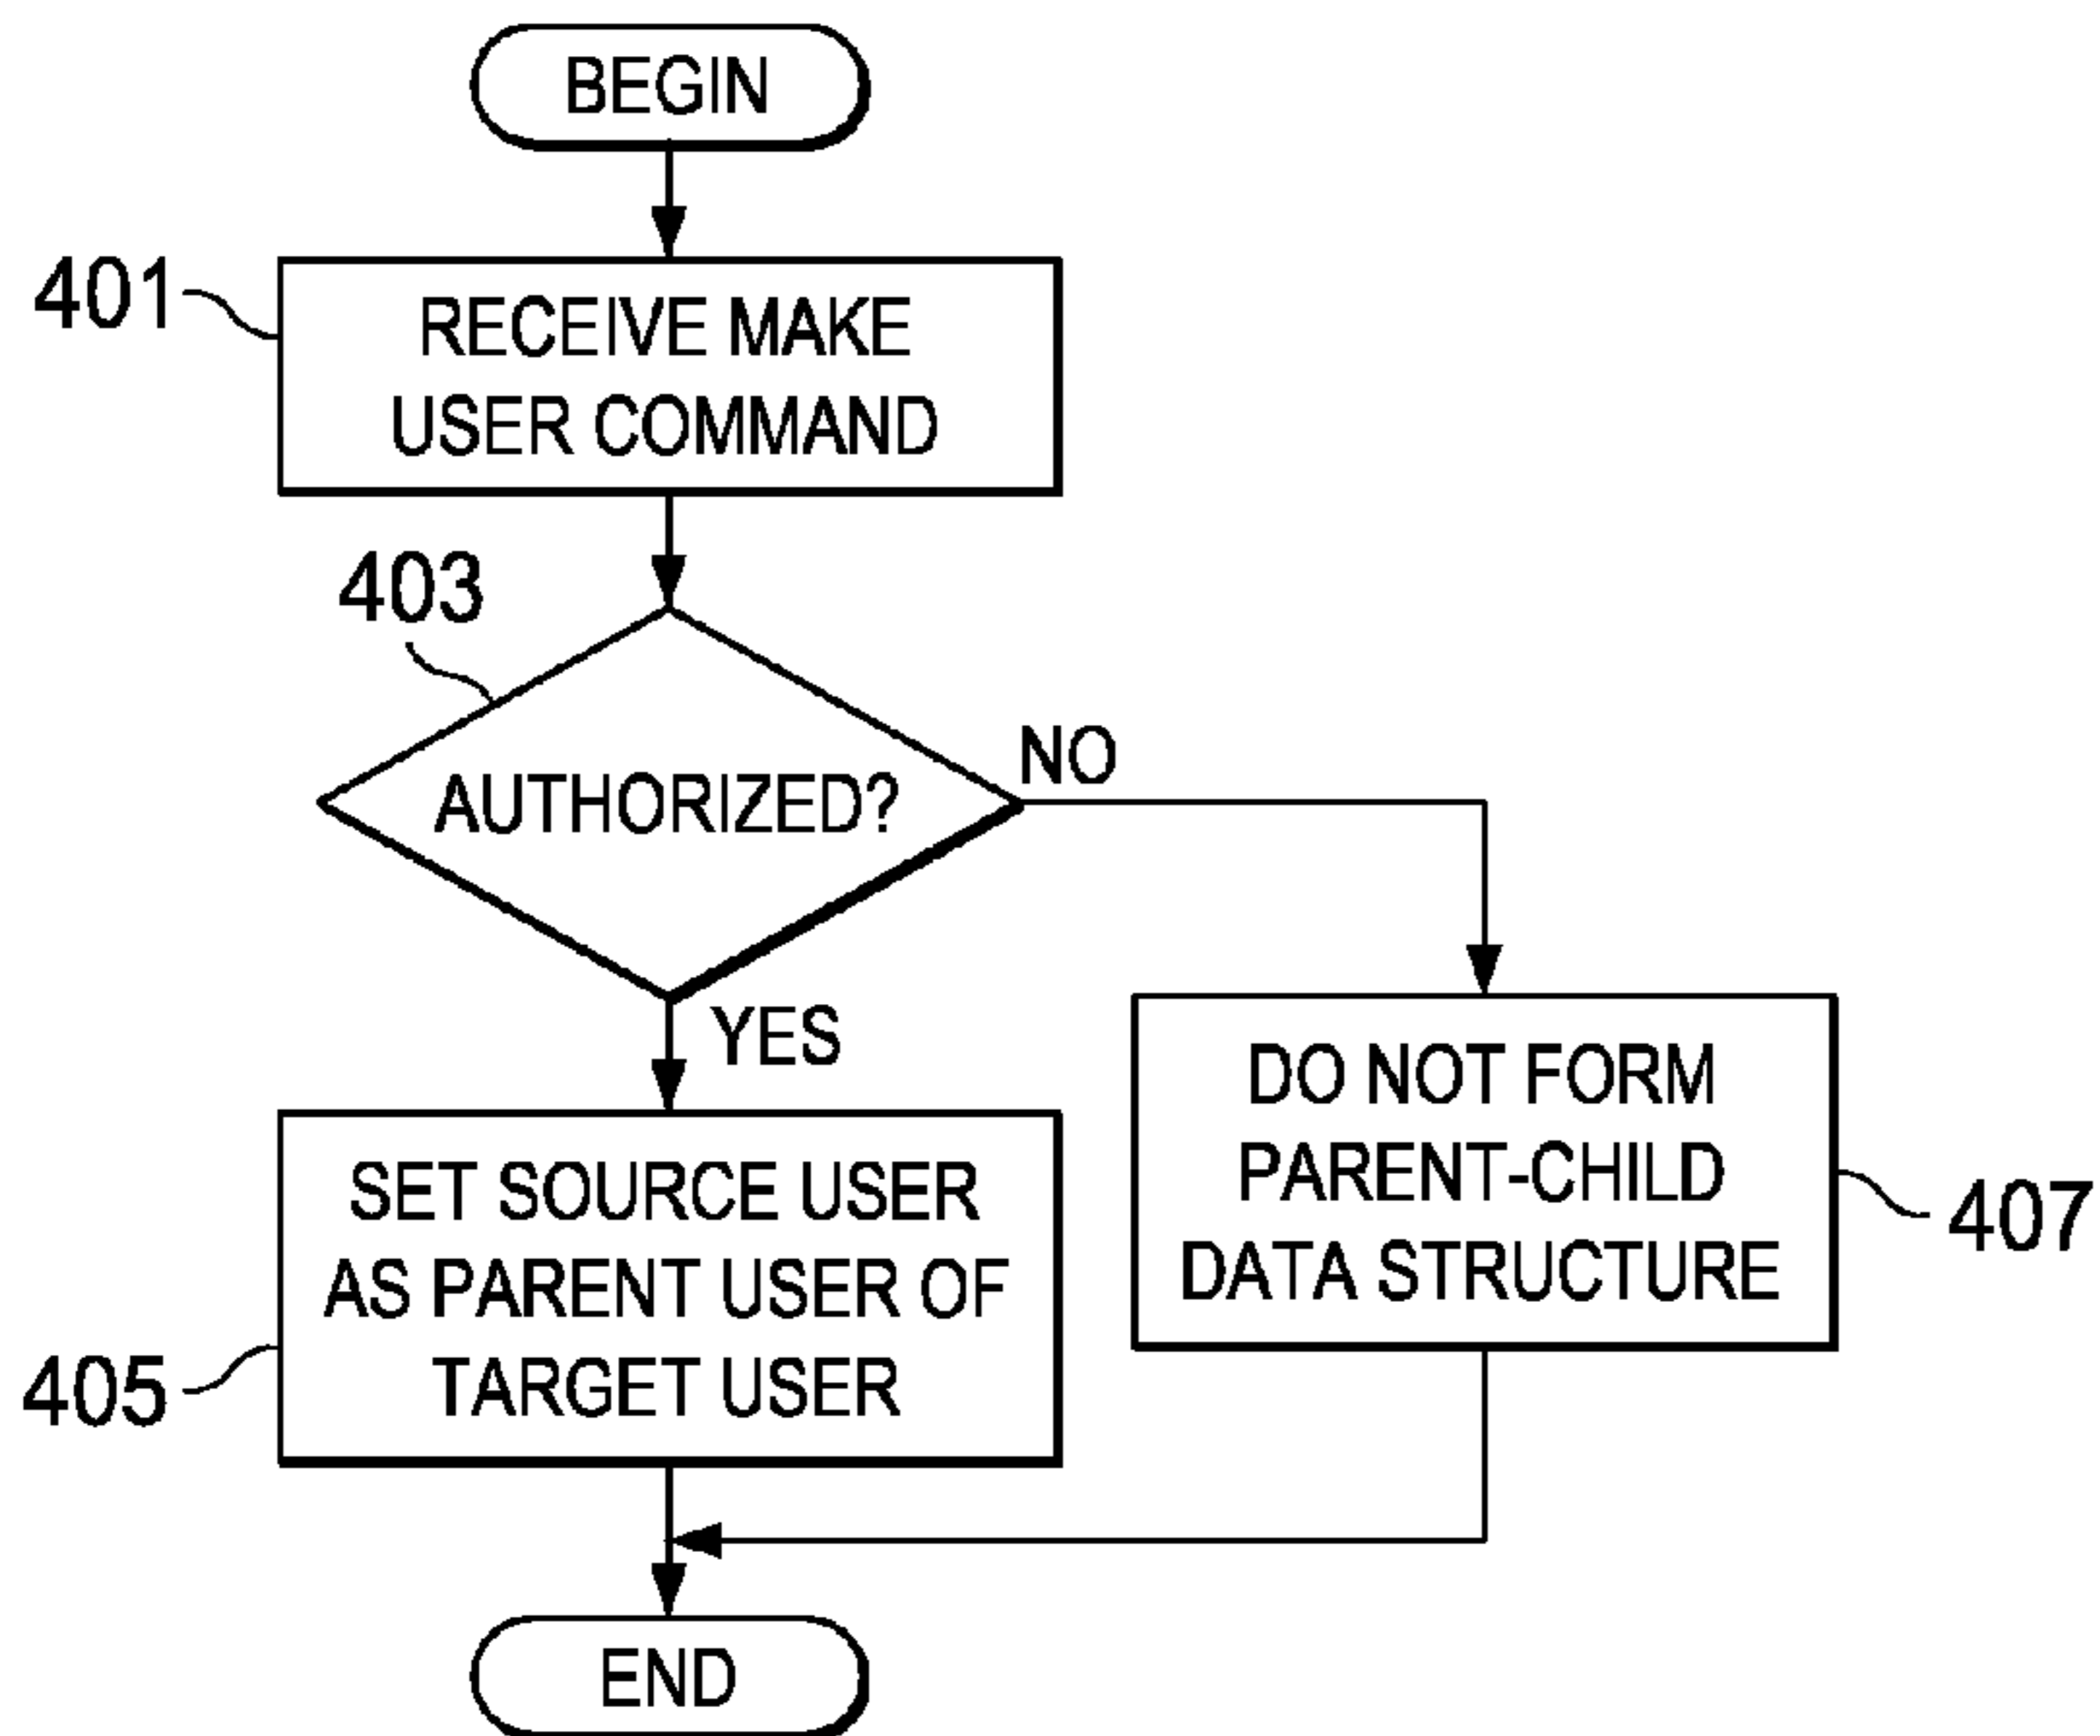 BEGIN
401
RECEIVE MAKE
USER COMMAND
403
AUTHORIZED?
NO
YES
SET SOURCE USER
AS PARENT USER OF
TARGET USER
405
DO NOT FORM
PARENT-CHILD
DATA STRUCTURE
407
END